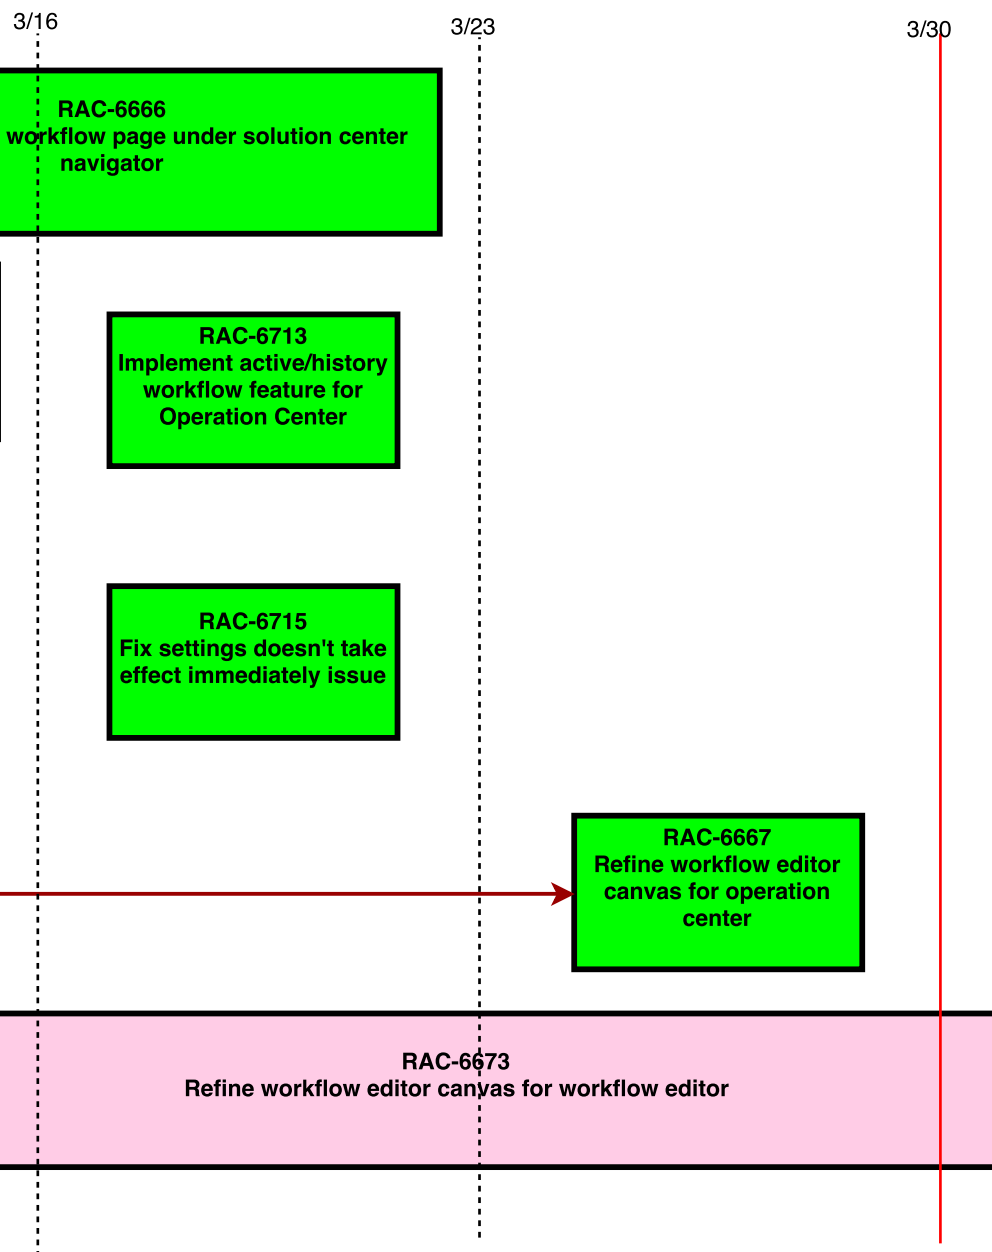 3/16
3/23
3/30
RAC-6666
workflow page under solution center
navigator
RAC-6713
Implement active/history
workflow feature for
Operation Center
RAC-6715
Fix settings doesn't take
effect immediately issue
RAC-6667
Refine workflow editor
canvas for operation
center
RAC-6673
Refine workflow editor canvas for workflow editor